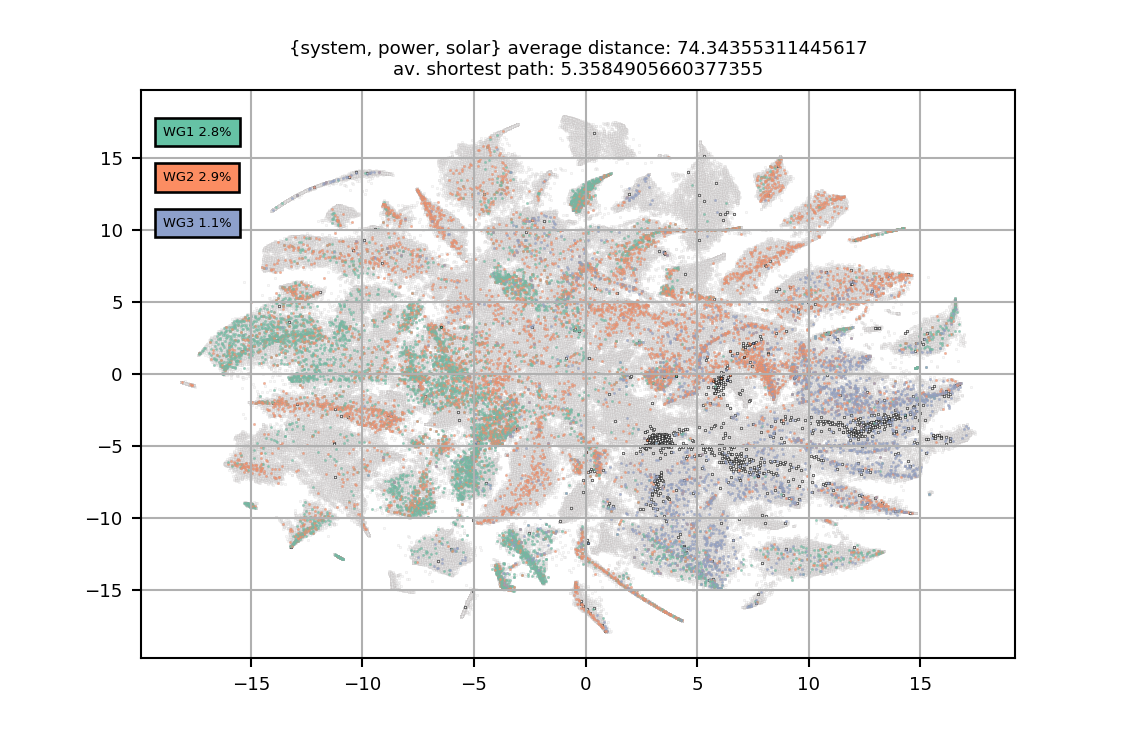 {system, power, solar} average distance: 74.34355311445617
av. shortest path: 5.3584905660377355
WG1 2.8%
WG2 2.9%
WG3 1.1%
15
10
5
0
−5
−10
−15
−15
−10
−5
0
5
10
15